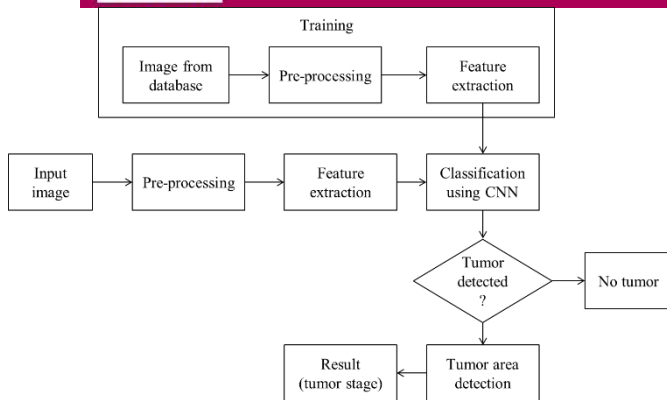 Training
Image from
database
Pre-processing
Feature
extraction
Input
image
Pre-processing
Feature
extraction
Classification
using CNN
Tumor
detected
?
No tumor
Result
(tumor stage)
Tumor area
detection